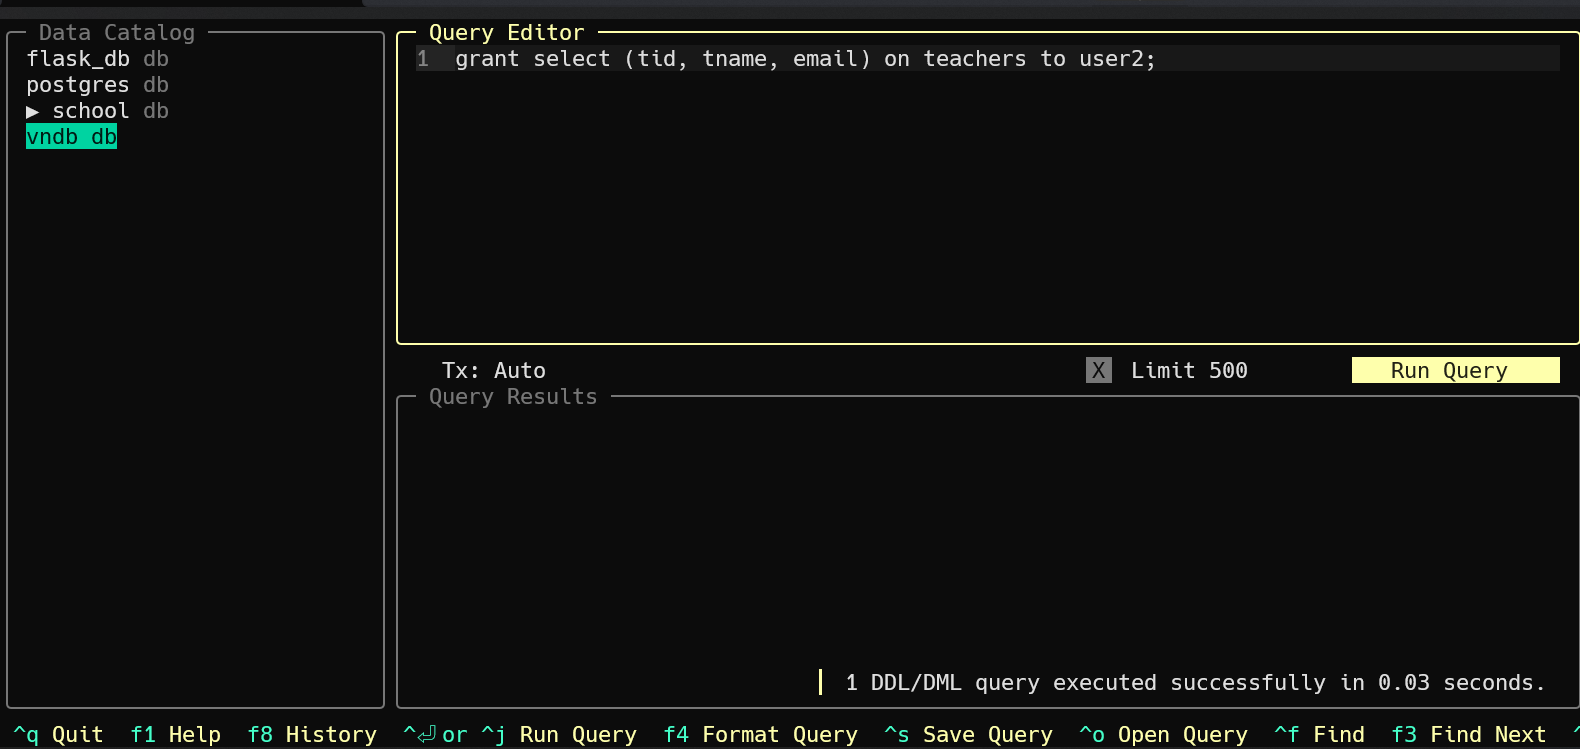 Data Catalog
flask_db db
postgres db
▶ school db
vndb db
Query Editor
1 grant select (tid, tname, email) on teachers to user2;
Tx: Auto
X Limit 500
Run Query
Query Results
1 DDL/DML query executed successfully in 0.03 seconds.
^q Quit f1 Help f8 History ^⏎ or ^j Run Query f4 Format Query ^s Save Query ^o Open Query ^f Find f3 Find Next